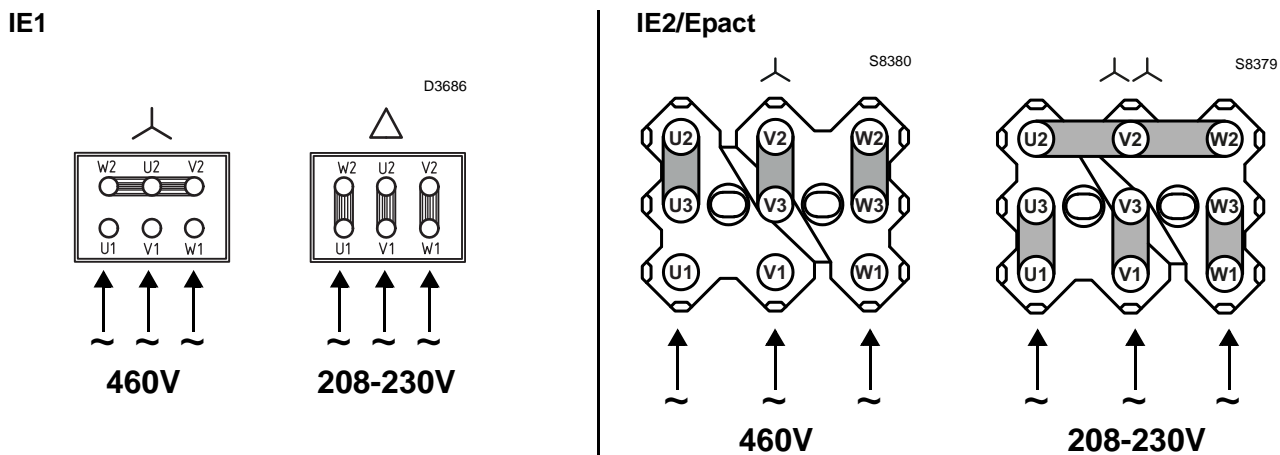 IE1
D3686
W2 U2 V2
U1 V1 W1
~ ~ ~
460V
W2 U2 V2
U1 V1 W1
~ ~ ~
208-230V
IE2/Epact
S8380
U2 V2 W2
U3 V3 W3
U1 V1 W1
~ ~ ~
460V
S8379
U2 V2 W2
U3 V3 W3
U1 V1 W1
~ ~ ~
208-230V